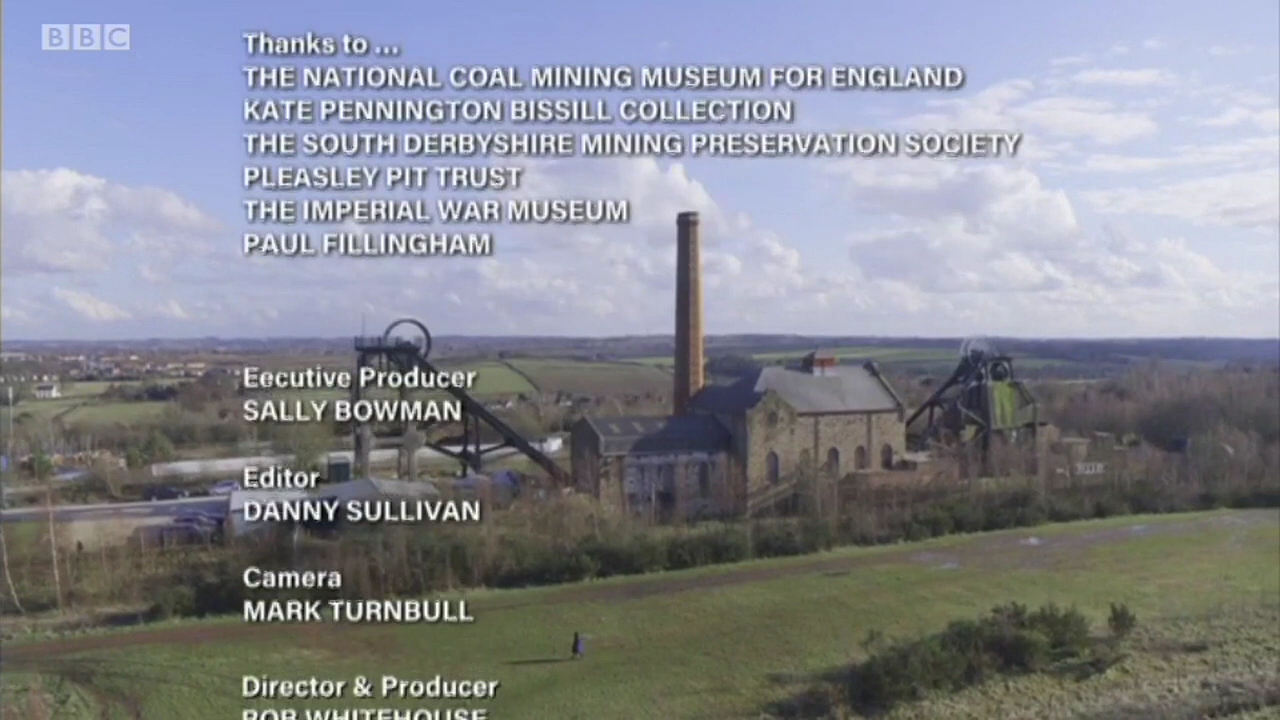 BBC
Thanks to ...
THE NATIONAL COAL MINING MUSEUM FOR ENGLAND
KATE PENNINGTON BISSILL COLLECTION
THE SOUTH DERBYSHIRE MINING PRESERVATION SOCIETY
PLEASLEY PIT TRUST
THE IMPERIAL WAR MUSEUM
PAUL FILLINGHAM
Eecutive Producer
SALLY BOWMAN
Editor
DANNY SULLIVAN
Camera
MARK TURNBULL
Director & Producer
ROB WHITEHOUSE